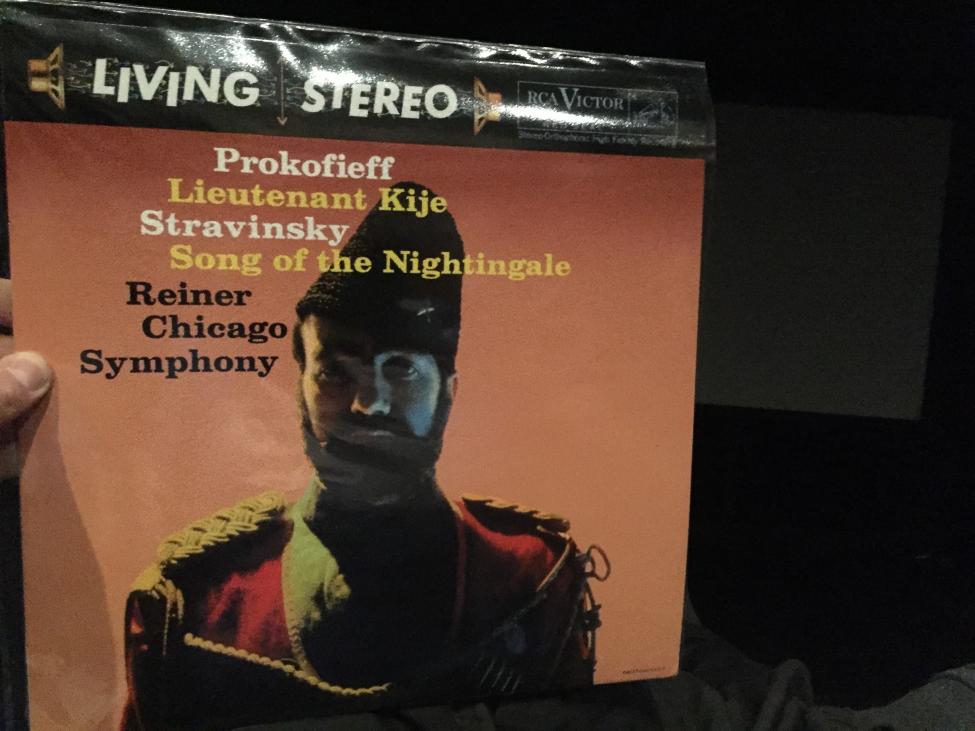 LIVING STEREO
RCA VICTOR
Prokofieff
Lieutenant Kije
Stravinsky
Song of the Nightingale
Reiner
Chicago
Symphony